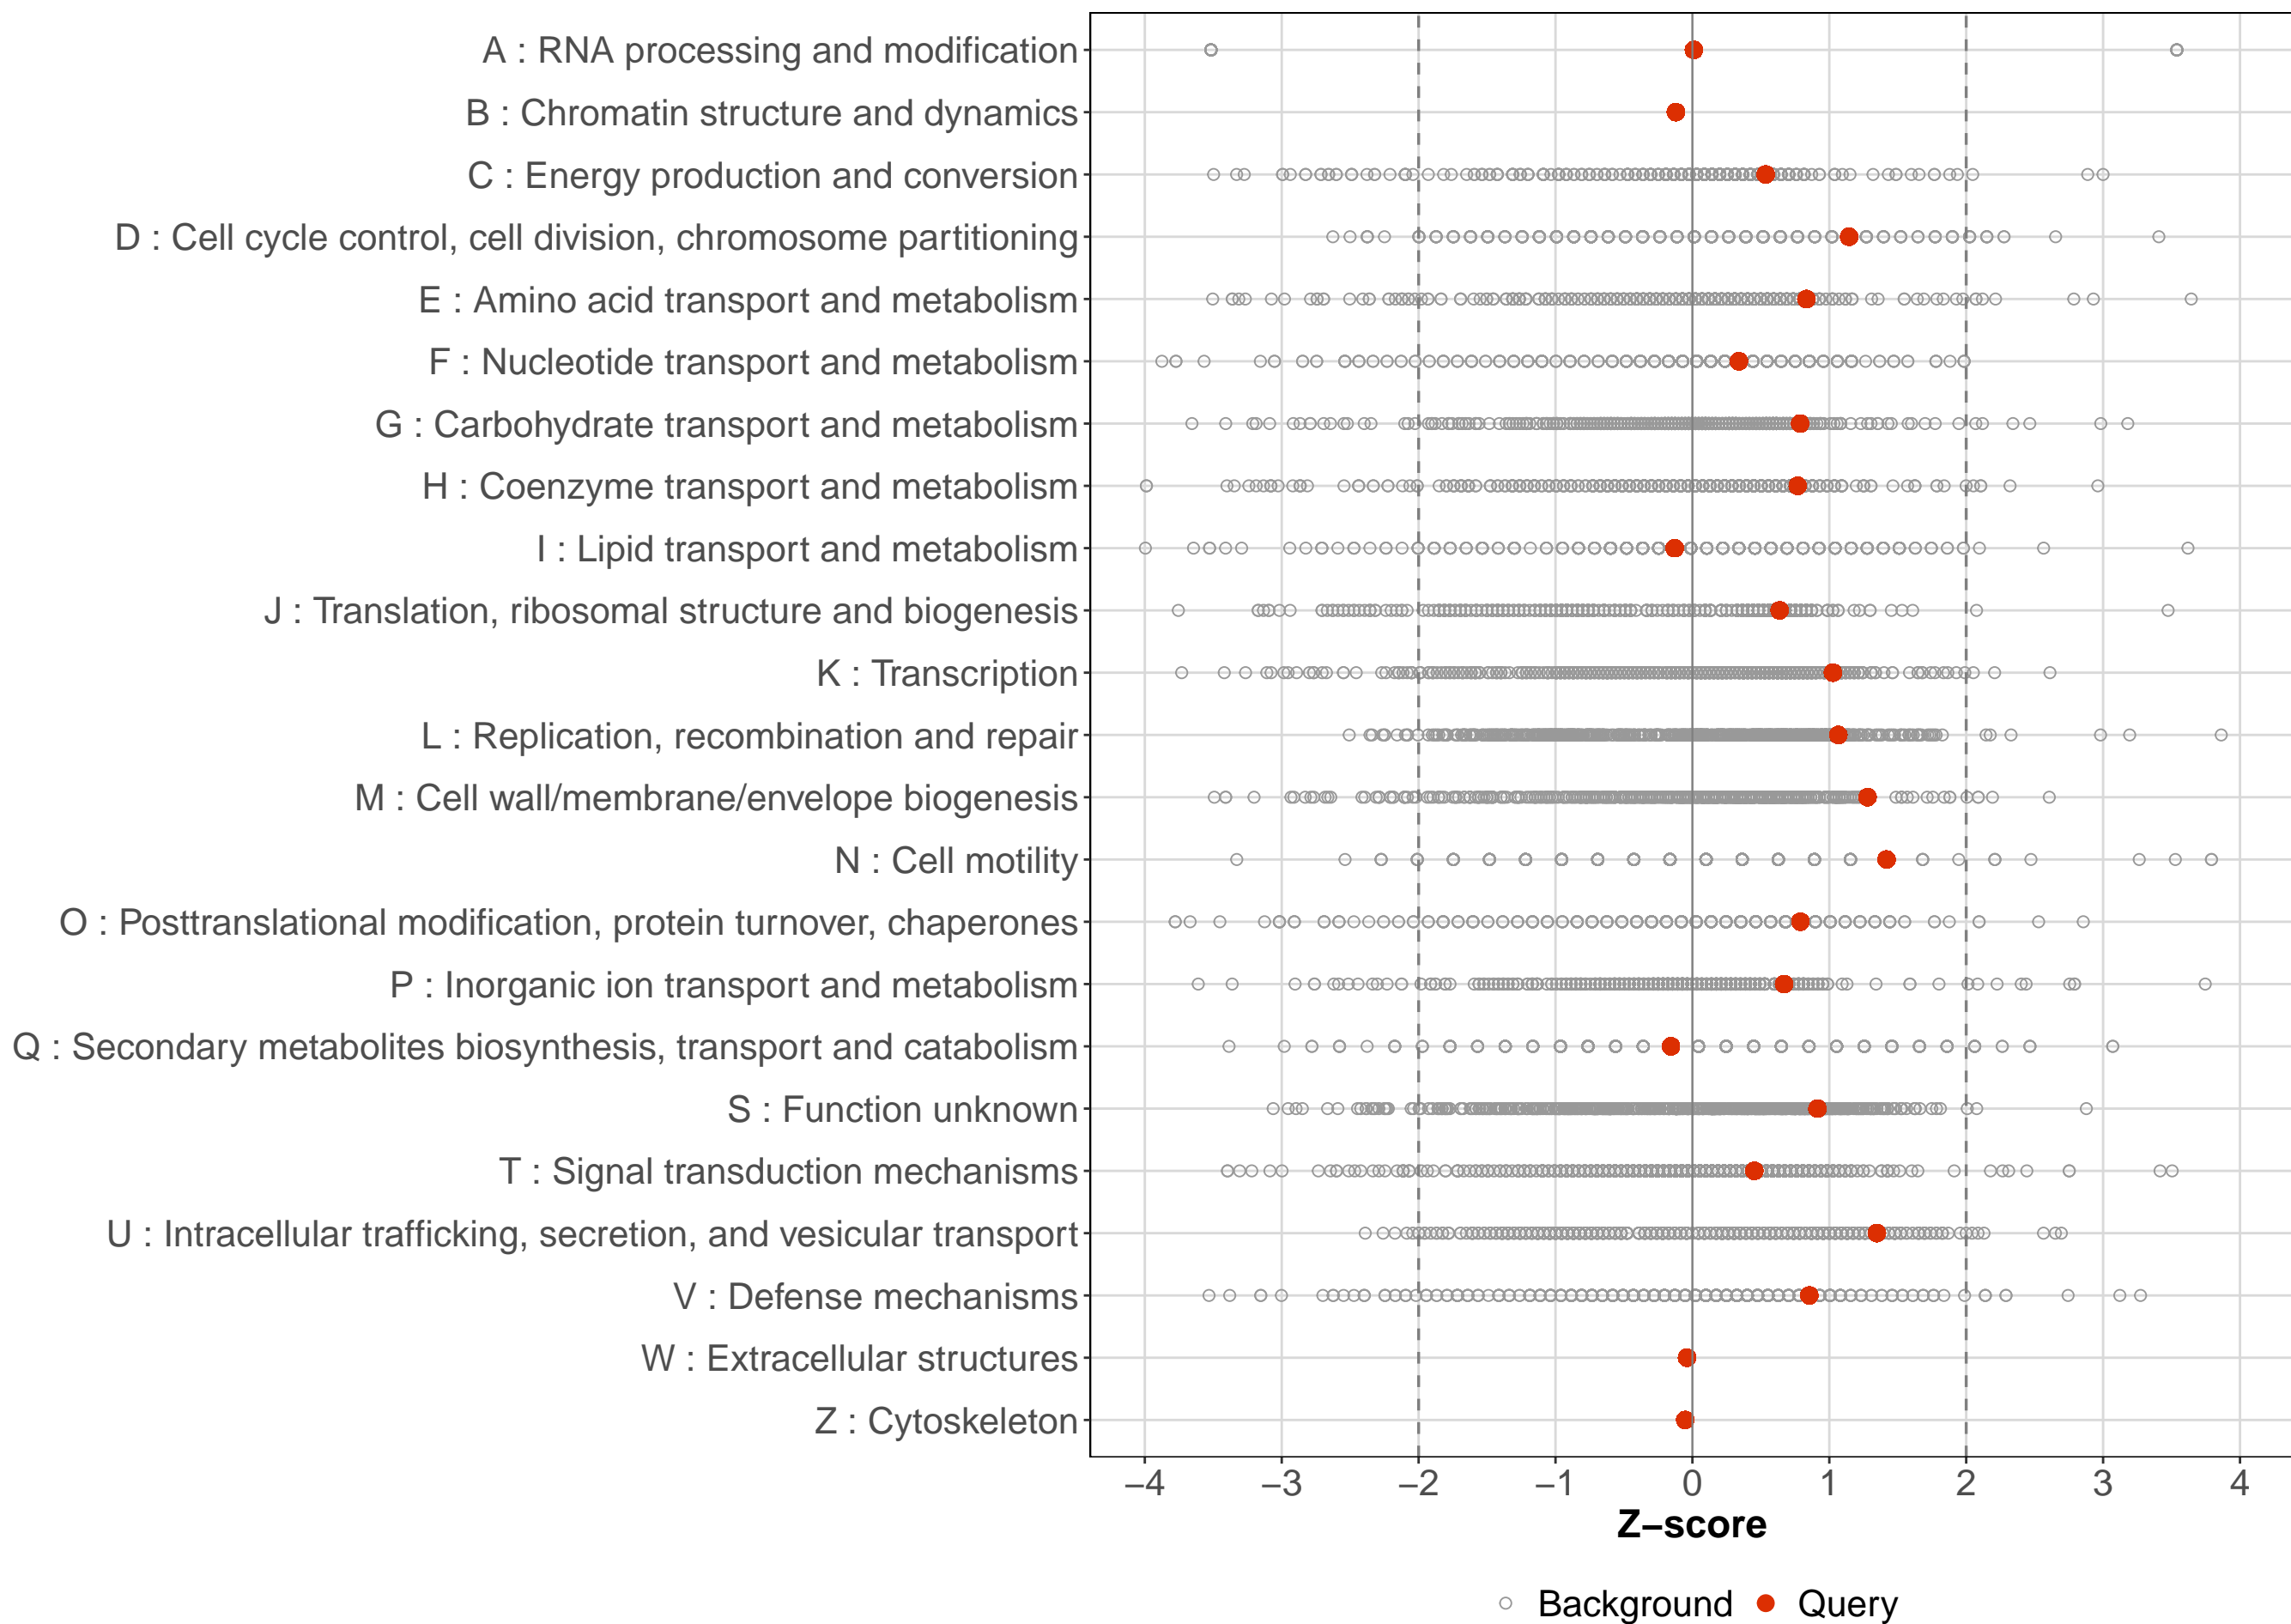 A : RNA processing and modification
B : Chromatin structure and dynamics
C : Energy production and conversion
D : Cell cycle control, cell division, chromosome partitioning
E : Amino acid transport and metabolism
F : Nucleotide transport and metabolism
G : Carbohydrate transport and metabolism
H : Coenzyme transport and metabolism
I : Lipid transport and metabolism
J : Translation, ribosomal structure and biogenesis
K : Transcription
L : Replication, recombination and repair
M : Cell wall/membrane/envelope biogenesis
N : Cell motility
O : Posttranslational modification, protein turnover, chaperones
P : Inorganic ion transport and metabolism
Q : Secondary metabolites biosynthesis, transport and catabolism
S : Function unknown
T : Signal transduction mechanisms
U : Intracellular trafficking, secretion, and vesicular transport
V : Defense mechanisms
W : Extracellular structures
Z : Cytoskeleton
−4 −3 −2 −1 0 1 2 3 4
Z−score
Background Query